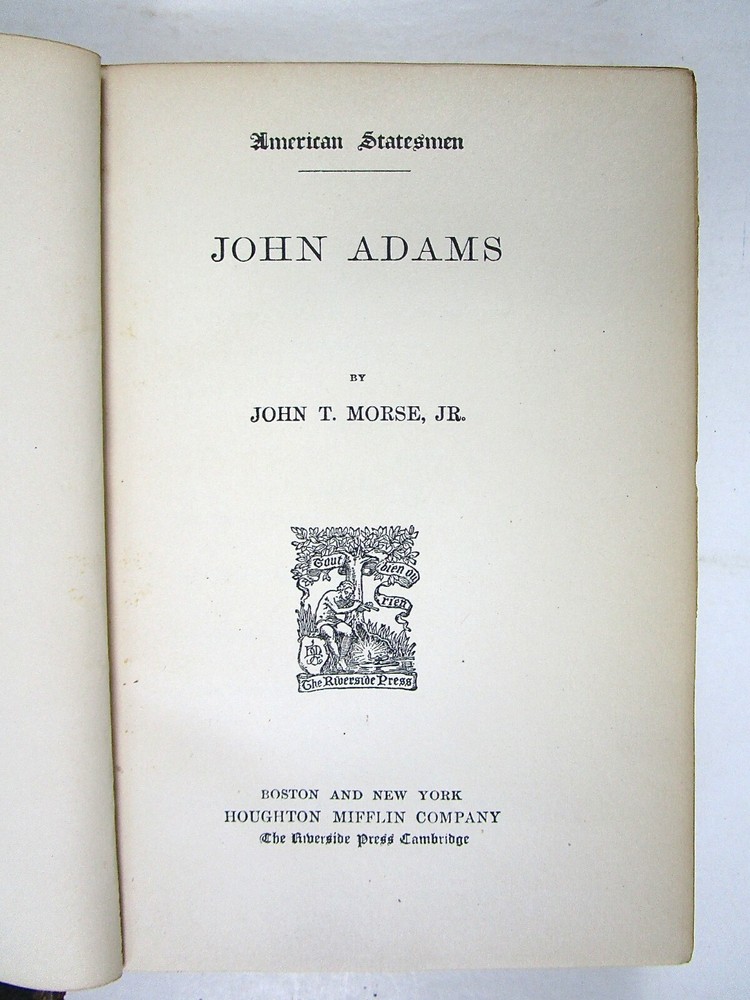 American Statesmen
JOHN ADAMS
BY
JOHN T. MORSE, JR.
Tout bien ou
rien
The Riverside Press
BOSTON AND NEW YORK
HOUGHTON MIFFLIN COMPANY
The Riverside Press Cambridge